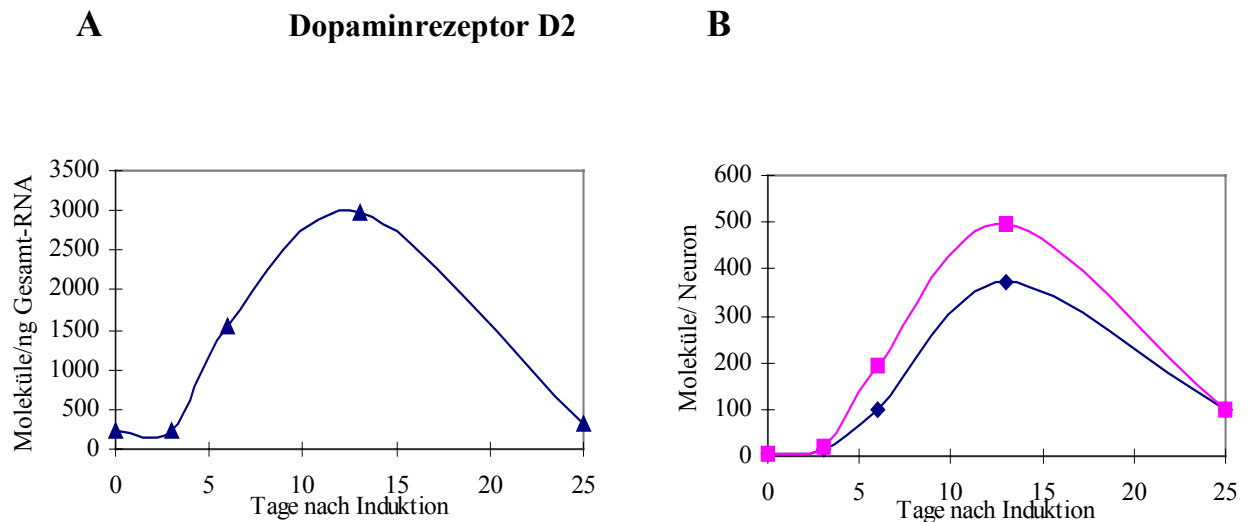 A
Dopaminrezeptor D2
B
Moleküle/ng Gesamt-RNA
3500
3000
2500
2000
1500
1000
500
0
0 5 10 15 20 25
Tage nach Induktion
Moleküle/ Neuron
600
500
400
300
200
100
0
0 5 10 15 20 25
Tage nach Induktion